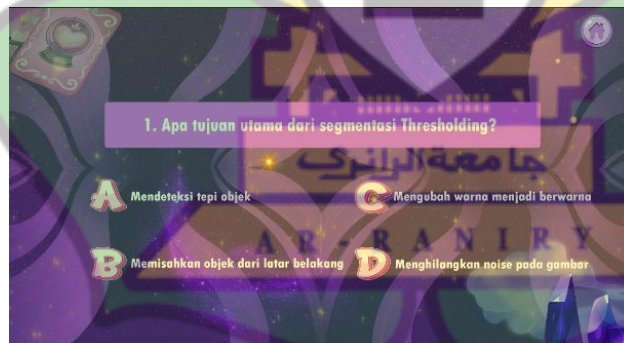 1. Apa tujuan utama dari segmentasi Thresholding?
جامعة الرانري
A Mendeteksi tepi objek
C Mengubah warna menjadi berwarna
AR-RANIRY
B Memisahkan objek dari latar belakang
D Menghilangkan noise pada gambar